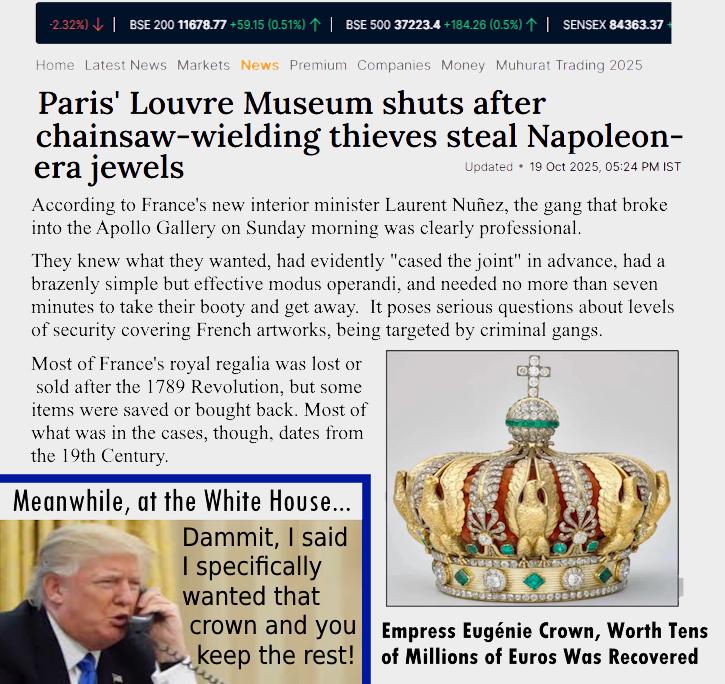 -2.32%) ↓ | BSE 200 11678.77 +59.15 (0.51%) ↑ | BSE 500 37223.4 +184.26 (0.5%) ↑ | SENSEX 84363.37 +
Home Latest News Markets News Premium Companies Money Muhurat Trading 2025
Paris' Louvre Museum shuts after
chainsaw-wielding thieves steal Napoleon-
era jewels
Updated • 19 Oct 2025, 05:24 PM IST
According to France's new interior minister Laurent Nuñez, the gang that broke
into the Apollo Gallery on Sunday morning was clearly professional.
They knew what they wanted, had evidently "cased the joint" in advance, had a
brazenly simple but effective modus operandi, and needed no more than seven
minutes to take their booty and get away. It poses serious questions about levels
of security covering French artworks, being targeted by criminal gangs.
Most of France's royal regalia was lost or
sold after the 1789 Revolution, but some
items were saved or bought back. Most of
what was in the cases, though, dates from
the 19th Century.
Meanwhile, at the White House...
Dammit, I said
I specifically
wanted that
crown and you
keep the rest!
Empress Eugénie Crown, Worth Tens
of Millions of Euros Was Recovered